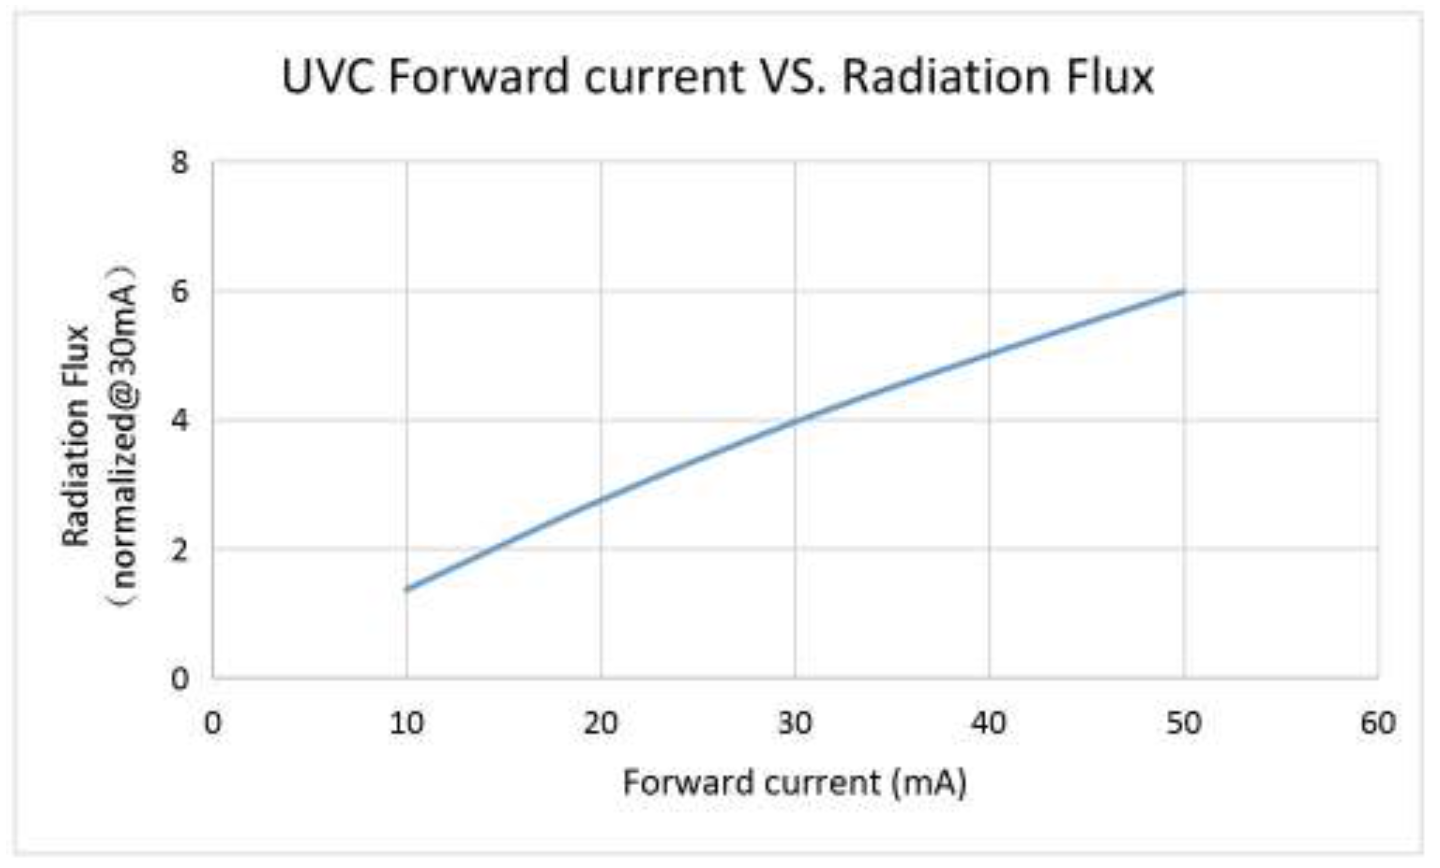 UVC Forward current VS. Radiation Flux
8
6
4
2
0
Radiation Flux
（normalized@30mA）
0 10 20 30 40 50 60
Forward current (mA)